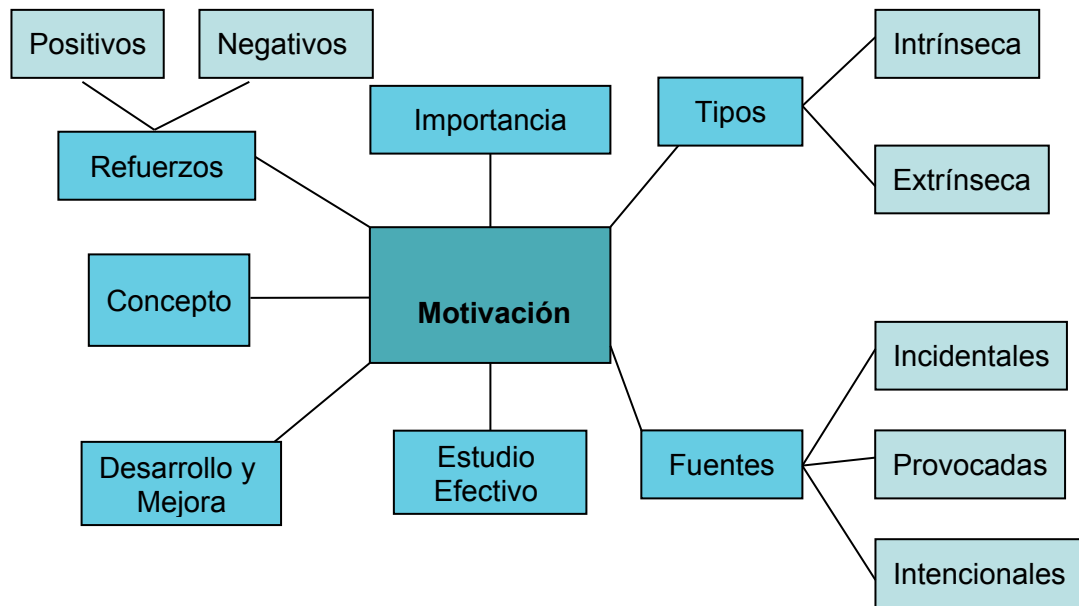 Positivos
Negativos
Intrínseca
Importancia
Tipos
Refuerzos
Extrínseca
Concepto
Motivación
Incidentales
Desarrollo y
Mejora
Estudio
Efectivo
Fuentes
Provocadas
Intencionales